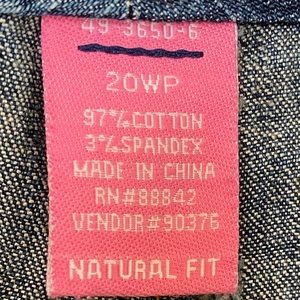 49 3650-6
20WP
97%COTTON
3%SPANDEX
MADE IN CHINA
RN#88842
VENDOR#90376
NATURAL FIT